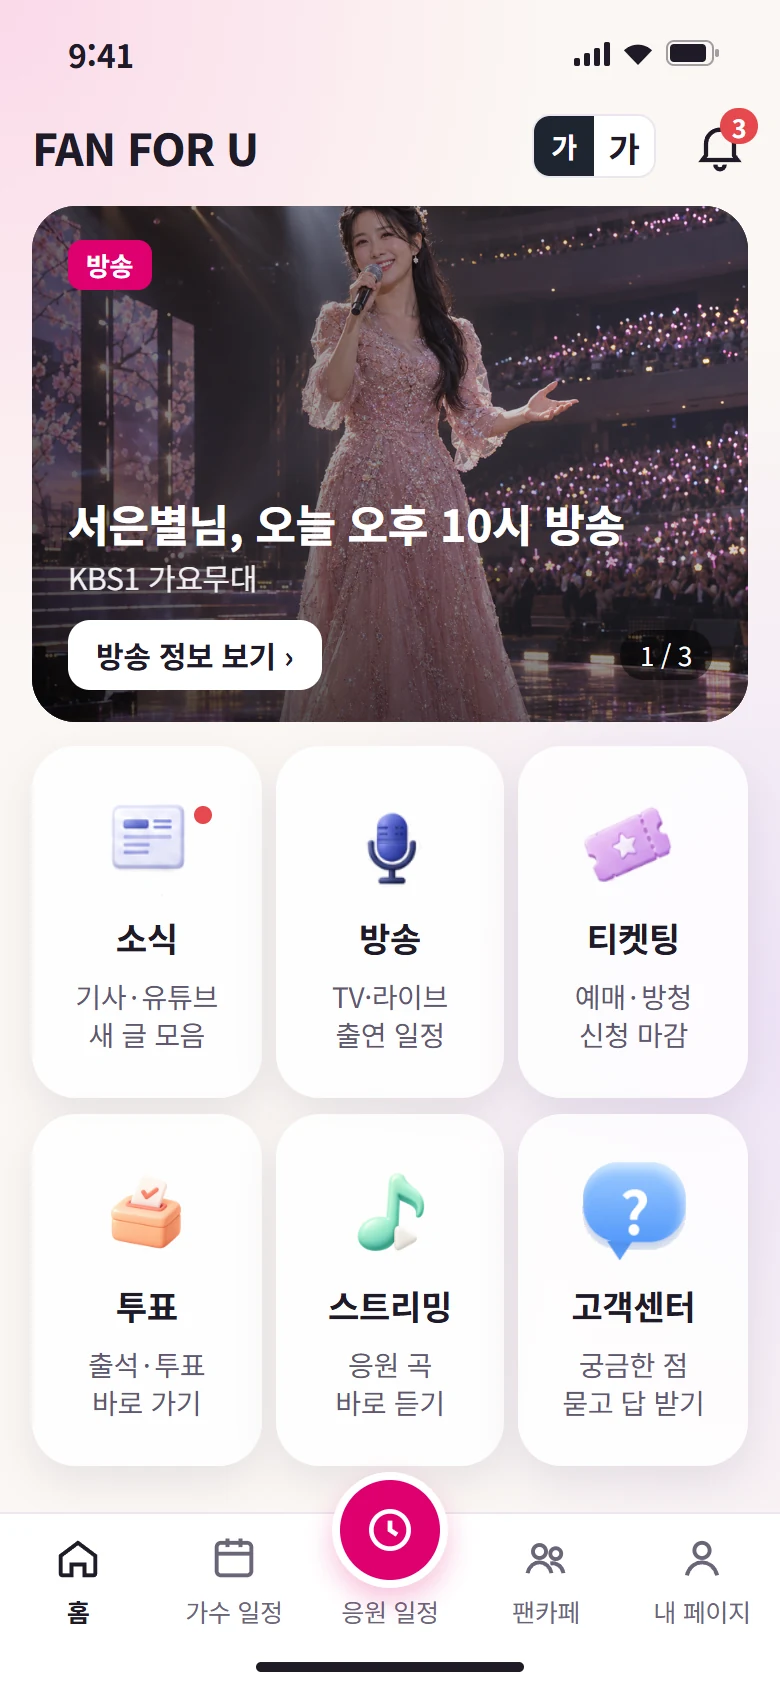 9:41
FAN FOR U
가 가
3
방송
서은별님, 오늘 오후 10시 방송
KBS1 가요무대
방송 정보 보기 ›
1 / 3
소식
기사·유튜브
새 글 모음
방송
TV·라이브
출연 일정
티켓팅
예매·방청
신청 마감
투표
출석·투표
바로 가기
스트리밍
응원 곡
바로 듣기
?
고객센터
궁금한 점
묻고 답 받기
홈
가수 일정
응원 일정
팬카페
내 페이지